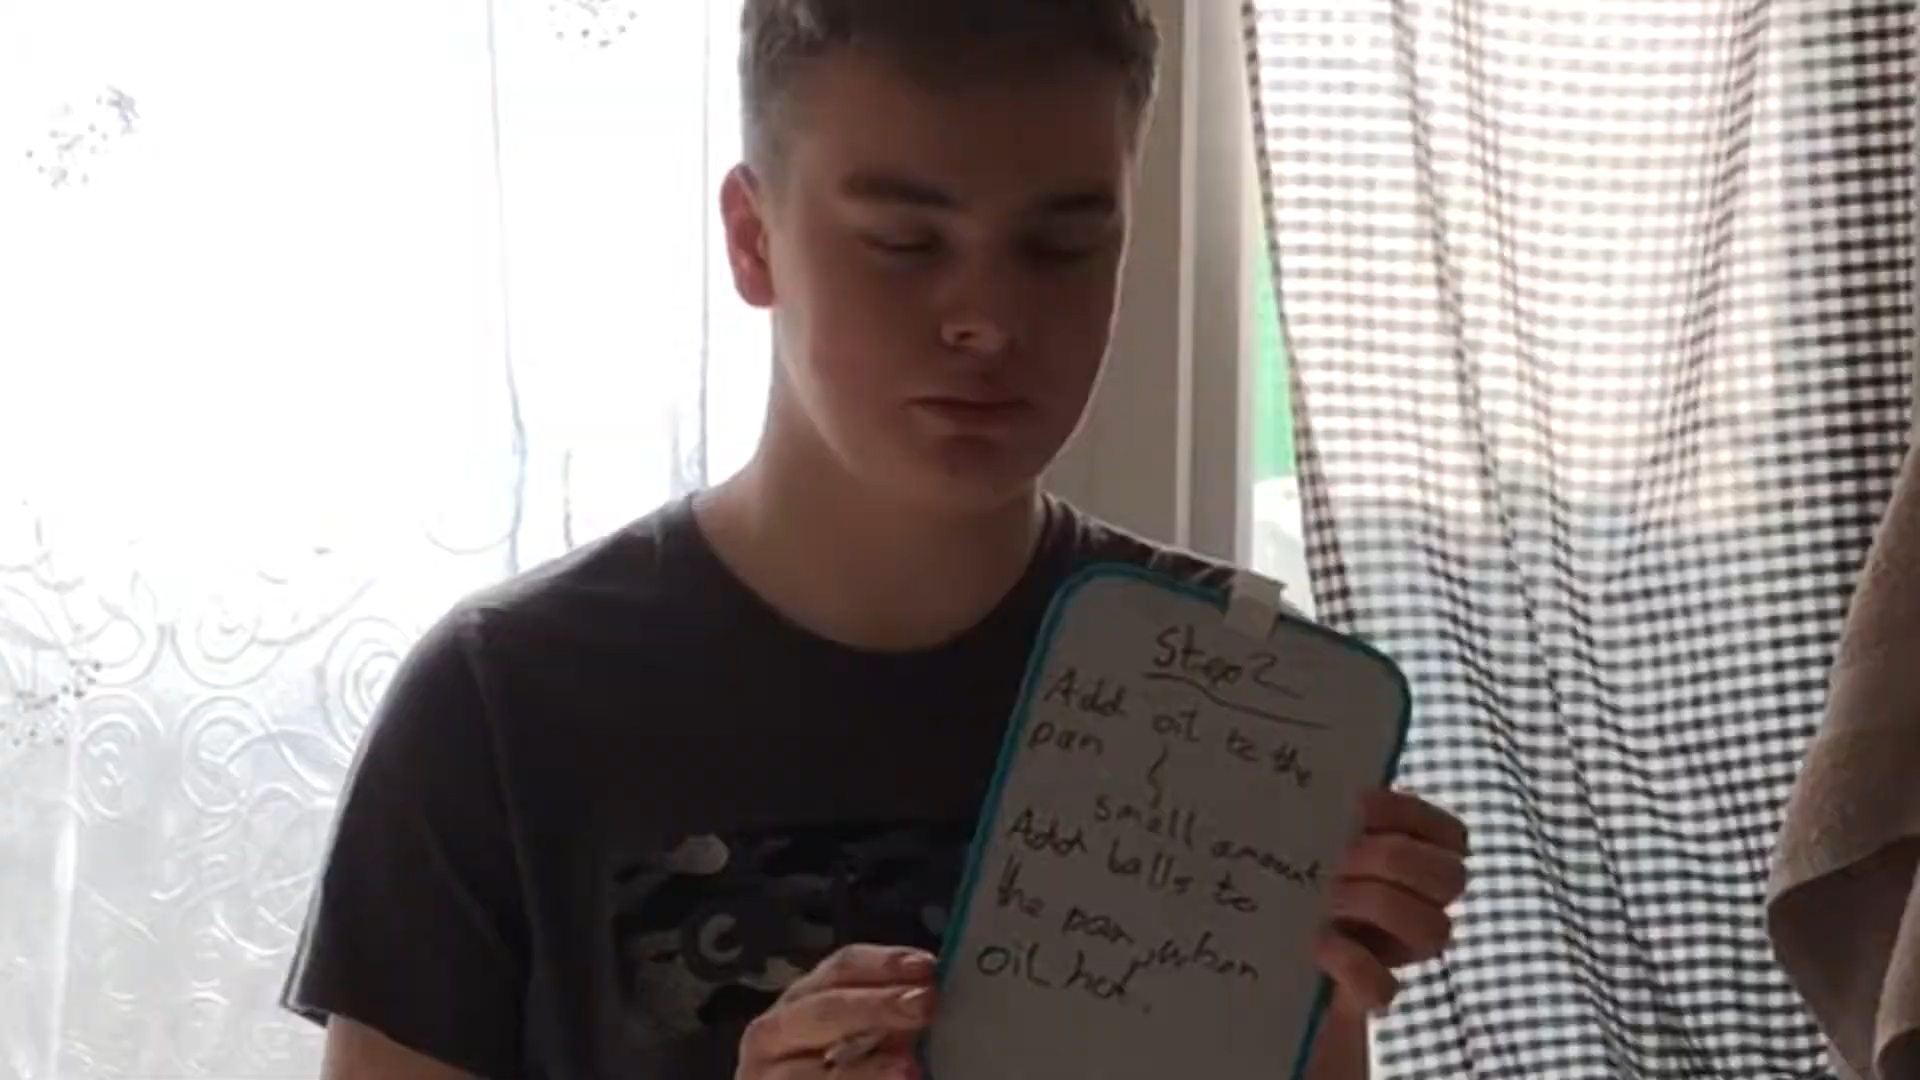 Step 2
Add oil to the
pan
small amount
Add balls to
the pan when
oil hot.